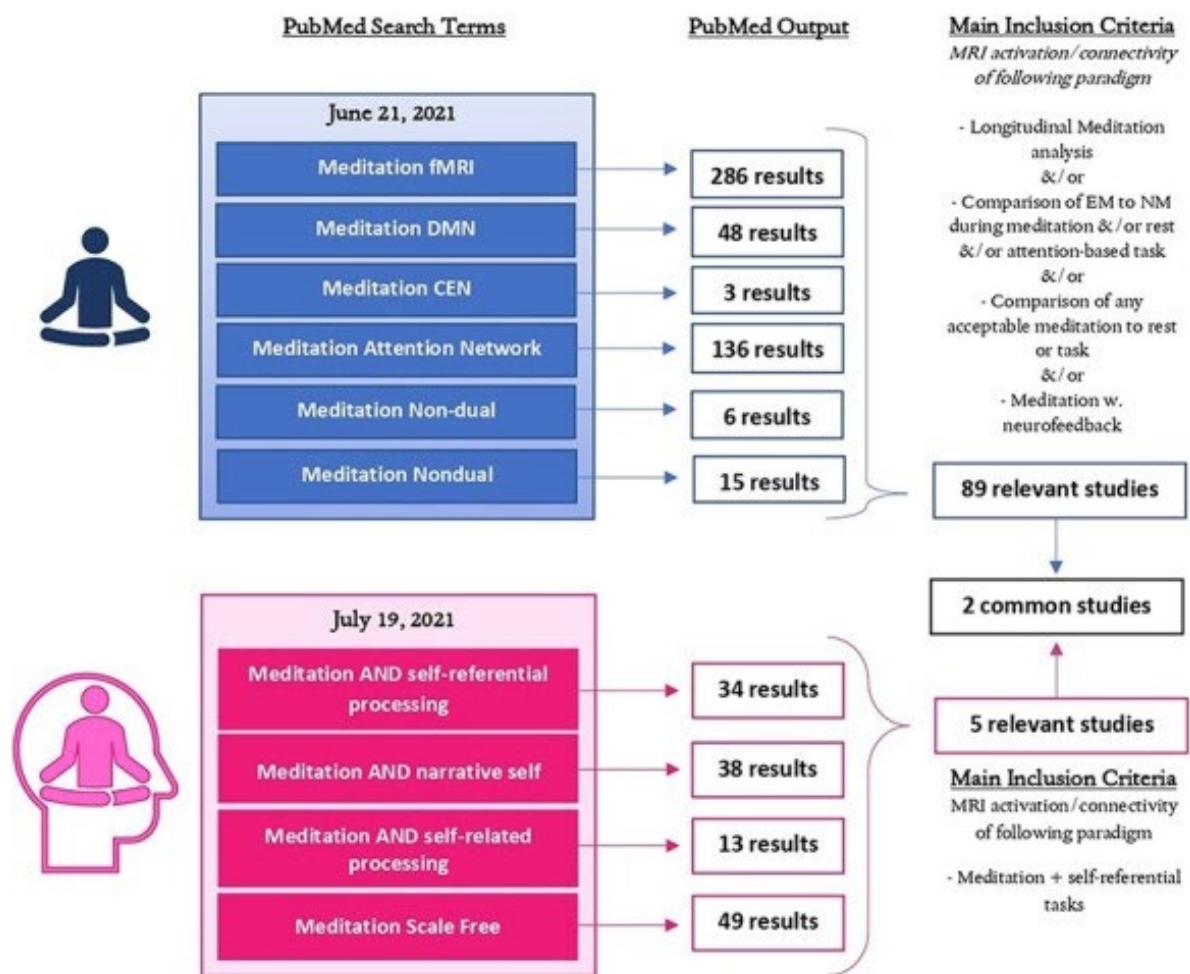 PubMed Search Terms
PubMed Output
Main Inclusion Criteria
MRI activation/connectivity
of following paradigm
- Longitudinal Meditation
analysis
&/or
- Comparison of EM to NM
during meditation &/or rest
&/or attention-based task
&/or
- Comparison of any
acceptable meditation to rest
or task
&/or
- Meditation w.
neurofeedback
June 21, 2021
Meditation fMRI
286 results
Meditation DMN
48 results
Meditation CEN
3 results
Meditation Attention Network
136 results
Meditation Non-dual
6 results
Meditation Nondual
15 results
89 relevant studies
2 common studies
July 19, 2021
Meditation AND self-referential
processing
34 results
Meditation AND narrative self
38 results
Meditation AND self-related
processing
13 results
Meditation Scale Free
49 results
5 relevant studies
Main Inclusion Criteria
MRI activation/connectivity
of following paradigm
- Meditation + self-referential
tasks